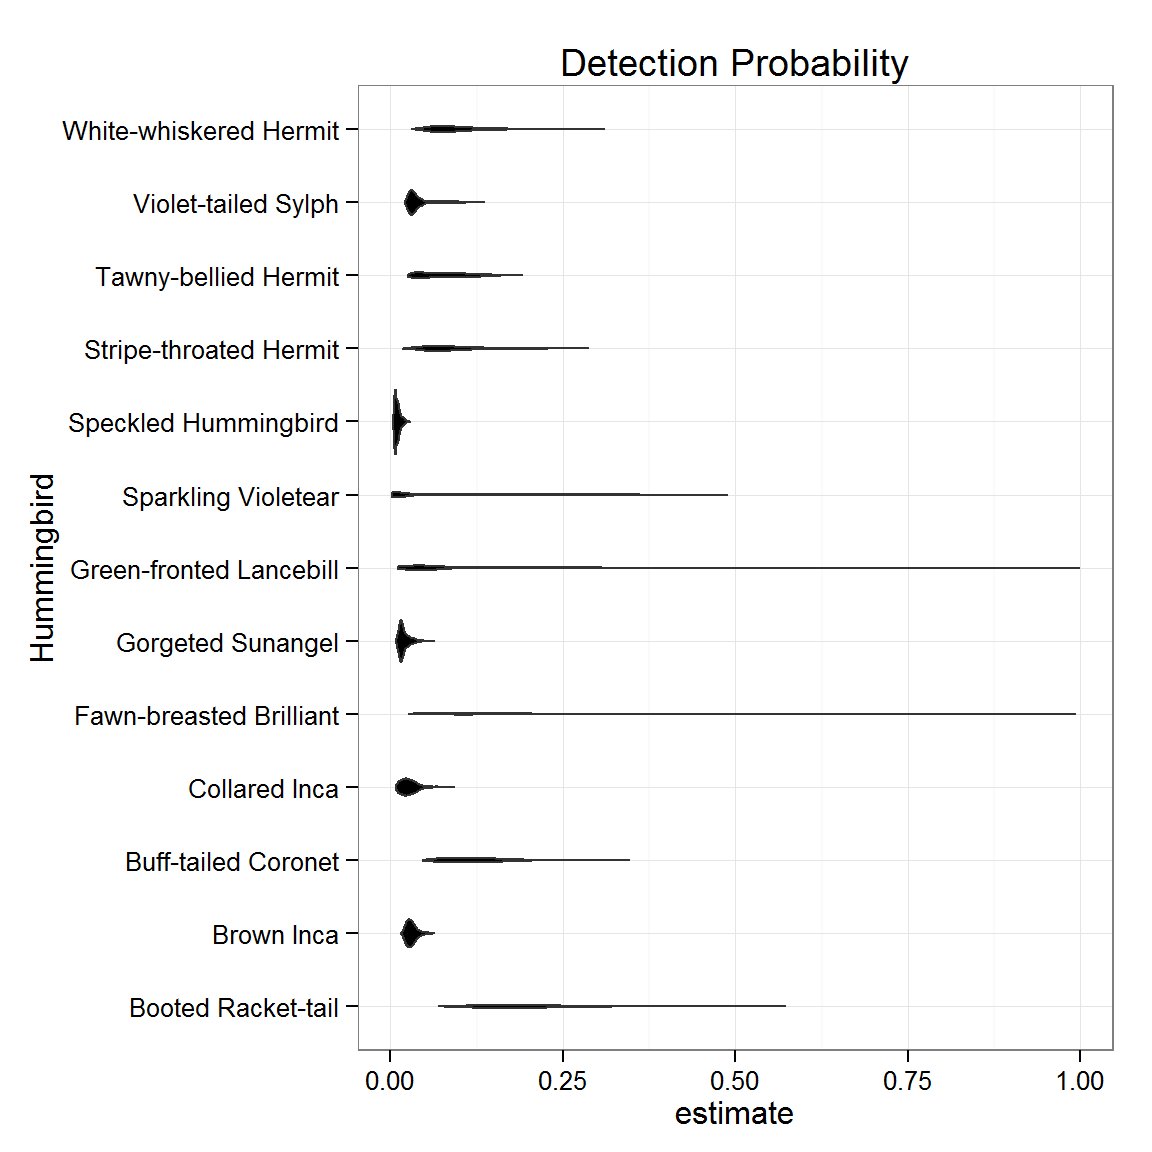 Detection Probability
White-whiskered Hermit
Violet-tailed Sylph
Tawny-bellied Hermit
Stripe-throated Hermit
Speckled Hummingbird
Sparkling Violetear
Green-fronted Lancebill
Gorgeted Sunangel
Fawn-breasted Brilliant
Collared Inca
Buff-tailed Coronet
Brown Inca
Booted Racket-tail
Hummingbird
0.00 0.25 0.50 0.75 1.00
estimate